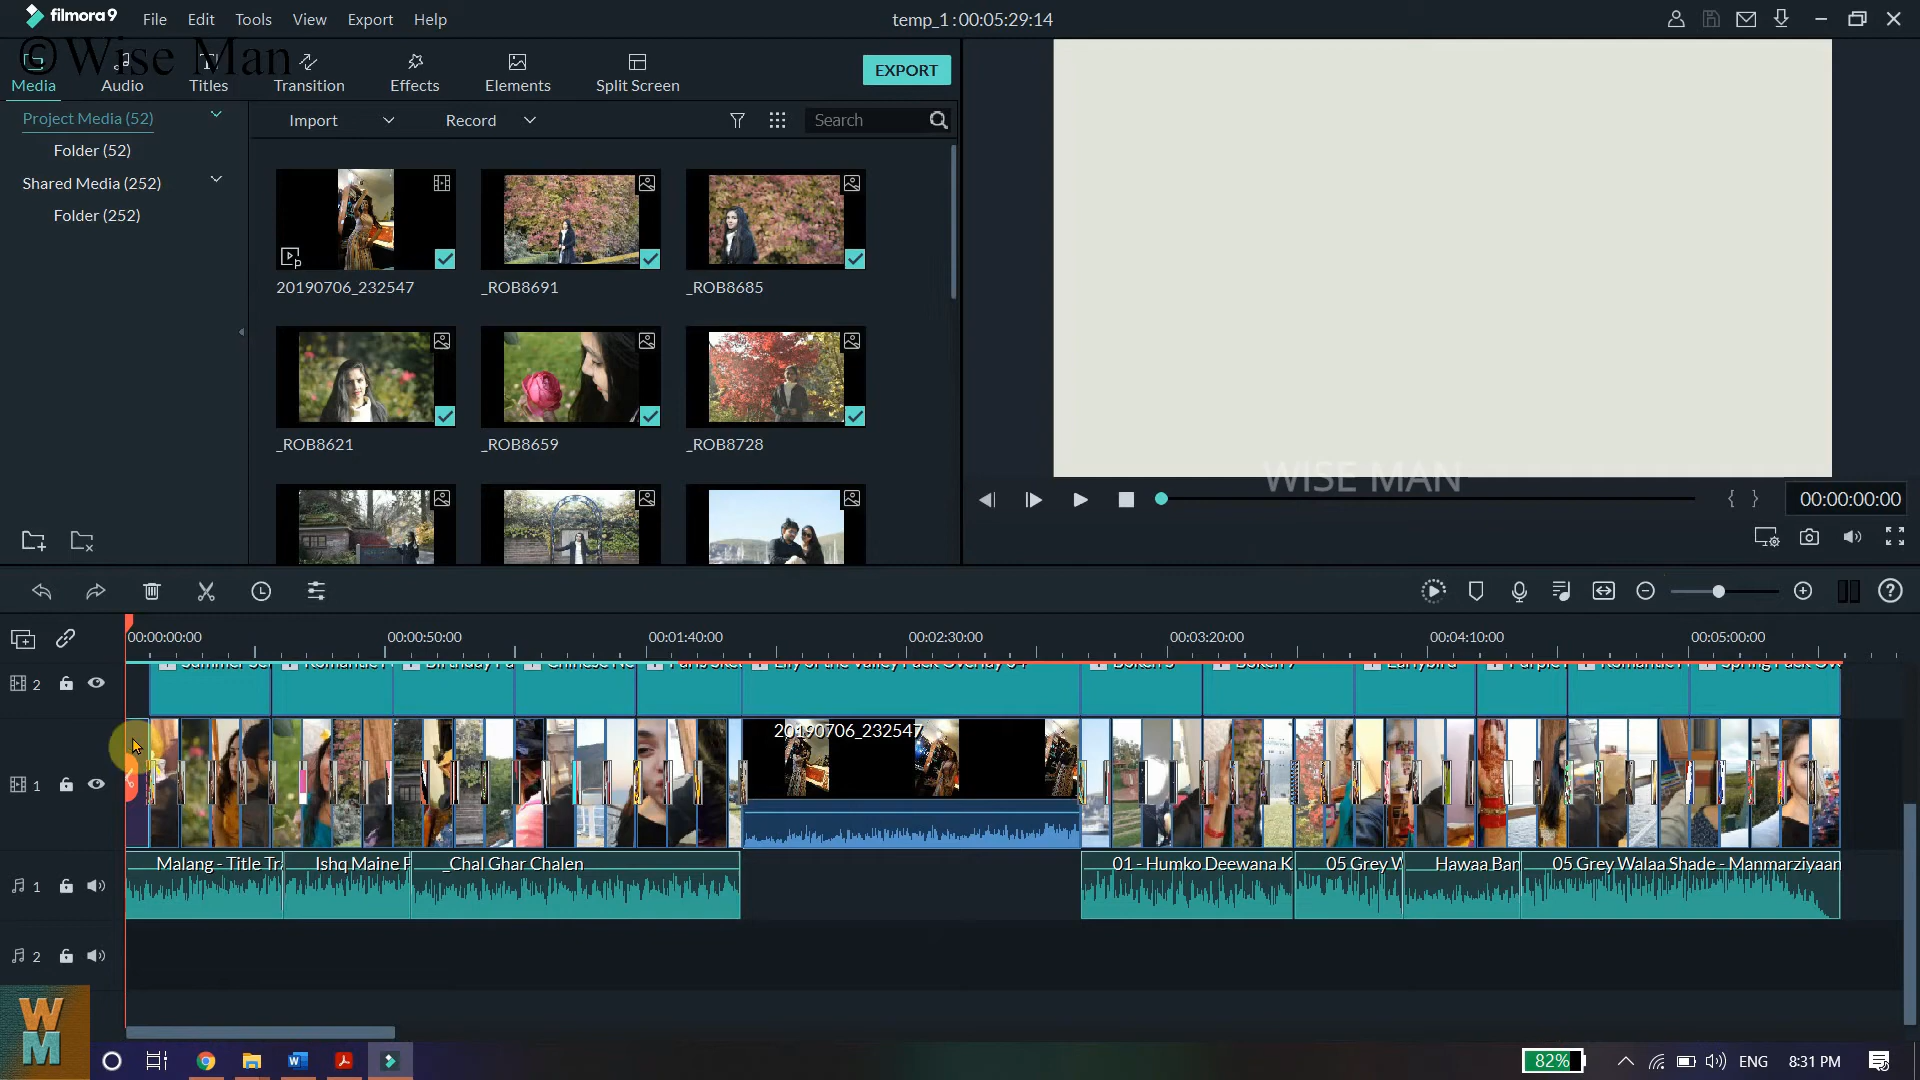 filmora9 File Edit Tools View Export Help temp_1 : 00:05:29:14
©Wise Man
Media Audio Titles Transition Effects Elements Split Screen EXPORT
Project Media (52) Import Record Search
Folder (52)
Shared Media (252)
Folder (252)
20190706_232547 _ROB8691 _ROB8685
_ROB8621 _ROB8659 _ROB8728
WISE MAN
00:00:00:00
00:00:00:00 00:00:50:00 00:01:40:00 00:02:30:00 00:03:20:00 00:04:10:00 00:05:00:00
2
20190706_232547
1
Malang - Title Tr Ishq Maine P _Chal Ghar Chalen 01 - Humko Deewana K 05 Grey W Hawaa Ban 05 Grey Walaa Shade - Manmarziyaan
1
2
WM
82% ENG 8:31 PM